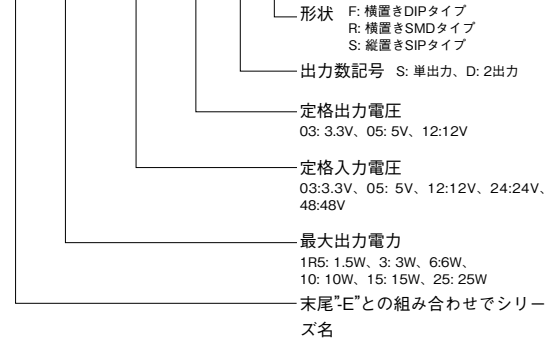 形状 F: 横置きDIPタイプ
R: 横置きSMDタイプ
S: 縦置きSIPタイプ
出力数記号 S: 単出力、D: 2出力
定格出力電圧
03: 3.3V、05: 5V、12:12V
定格入力電圧
03:3.3V、05: 5V、12:12V、24:24V、
48:48V
最大出力電力
1R5: 1.5W、3: 3W、6:6W、
10: 10W、15: 15W、25: 25W
末尾"-E"との組み合わせでシリー
ズ名